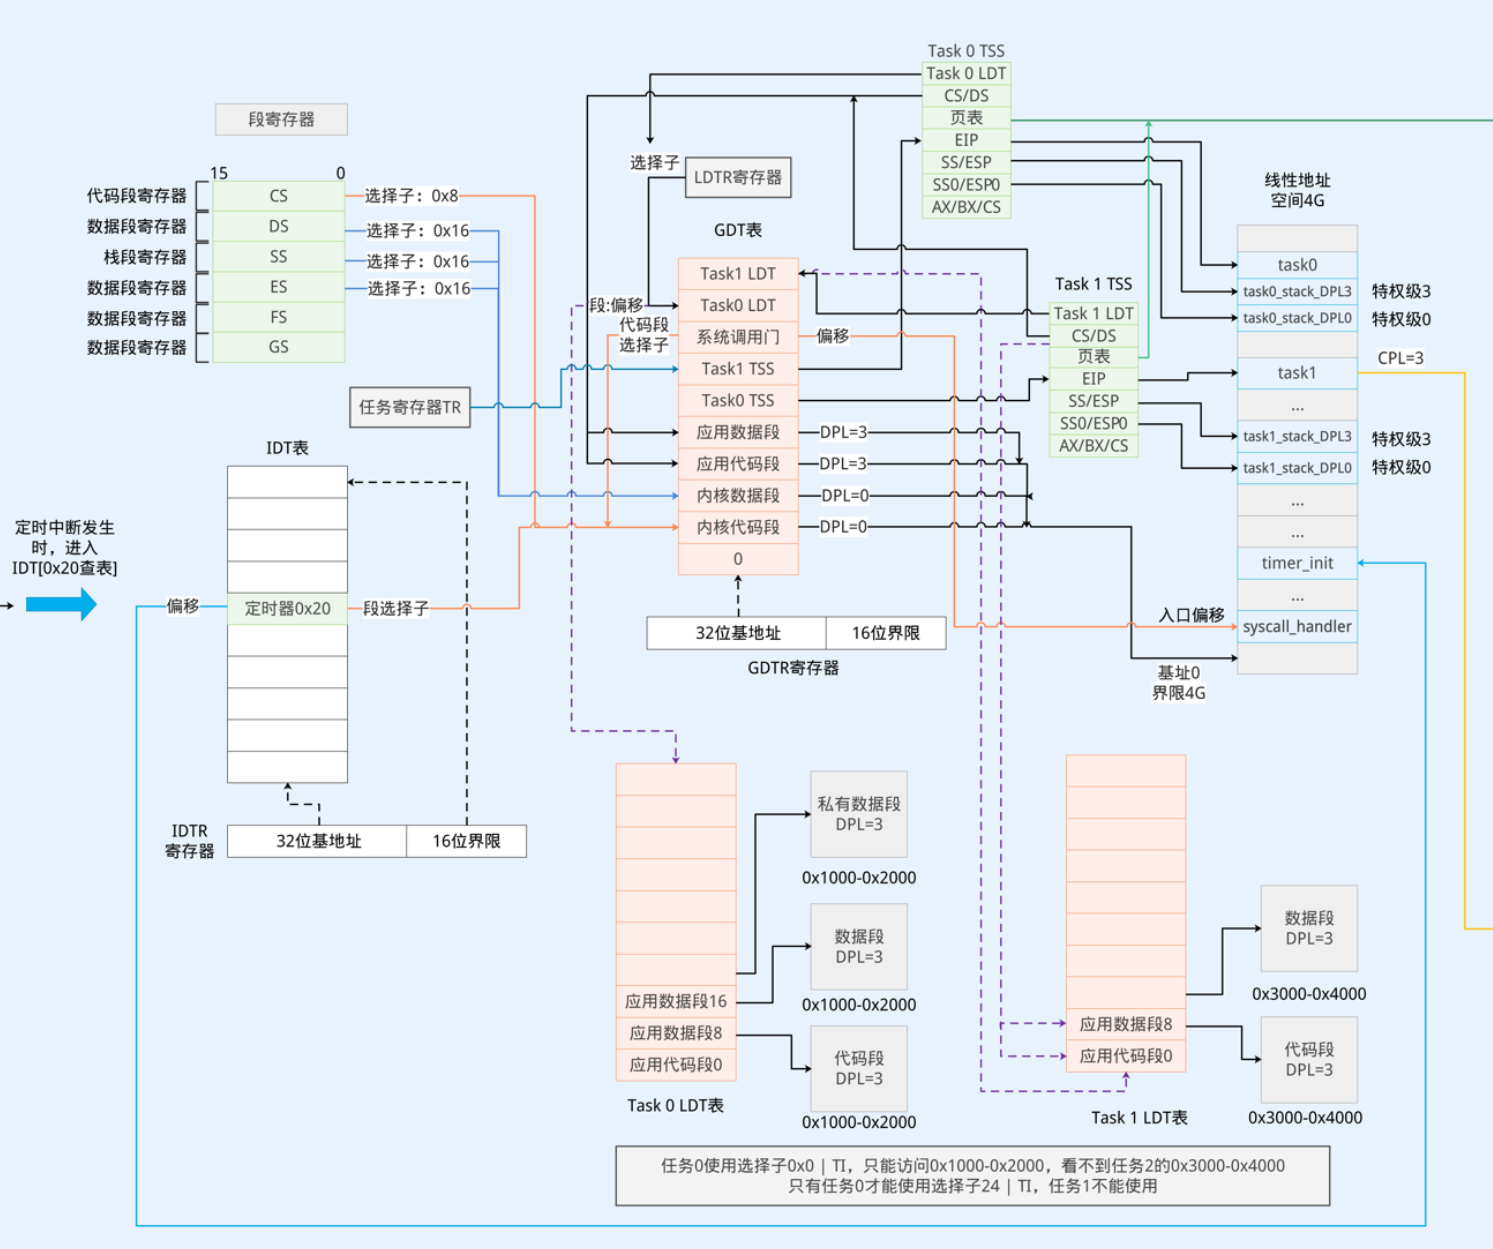 Task 0 TSS
Task 0 LDT
CS/DS
页表
EIP
SS/ESP
SS0/ESP0
AX/BX/CS
段寄存器
15
0
代码段寄存器
CS
选择子：0x8
数据段寄存器
DS
选择子：0x16
栈段寄存器
SS
选择子：0x16
数据段寄存器
ES
选择子：0x16
数据段寄存器
FS
数据段寄存器
GS
选择子
LDTR寄存器
GDT表
Task1 LDT
Task0 LDT
系统调用门
Task1 TSS
Task0 TSS
应用数据段
应用代码段
内核数据段
内核代码段
0
段:偏移
代码段
选择子
偏移
DPL=3
DPL=3
DPL=0
DPL=0
任务寄存器TR
32位基地址
16位界限
GDTR寄存器
Task 1 TSS
Task 1 LDT
CS/DS
页表
EIP
SS/ESP
SS0/ESP0
AX/BX/CS
线性地址
空间4G
task0
task0_stack_DPL3
特权级3
task0_stack_DPL0
特权级0
task1
CPL=3
...
task1_stack_DPL3
特权级3
task1_stack_DPL0
特权级0
...
...
timer_init
...
入口偏移
syscall_handler
基址0
界限4G
IDT表
定时中断发生
时，进入
IDT[0x20查表]
偏移
定时器0x20
段选择子
IDTR
寄存器
32位基地址
16位界限
应用数据段16
应用数据段8
应用代码段0
Task 0 LDT表
私有数据段
DPL=3
0x1000-0x2000
数据段
DPL=3
0x1000-0x2000
代码段
DPL=3
0x1000-0x2000
应用数据段8
应用代码段0
Task 1 LDT表
数据段
DPL=3
0x3000-0x4000
代码段
DPL=3
0x3000-0x4000
任务0使用选择子0x0 | TI，只能访问0x1000-0x2000，看不到任务2的0x3000-0x4000
只有任务0才能使用选择子24 | TI，任务1不能使用